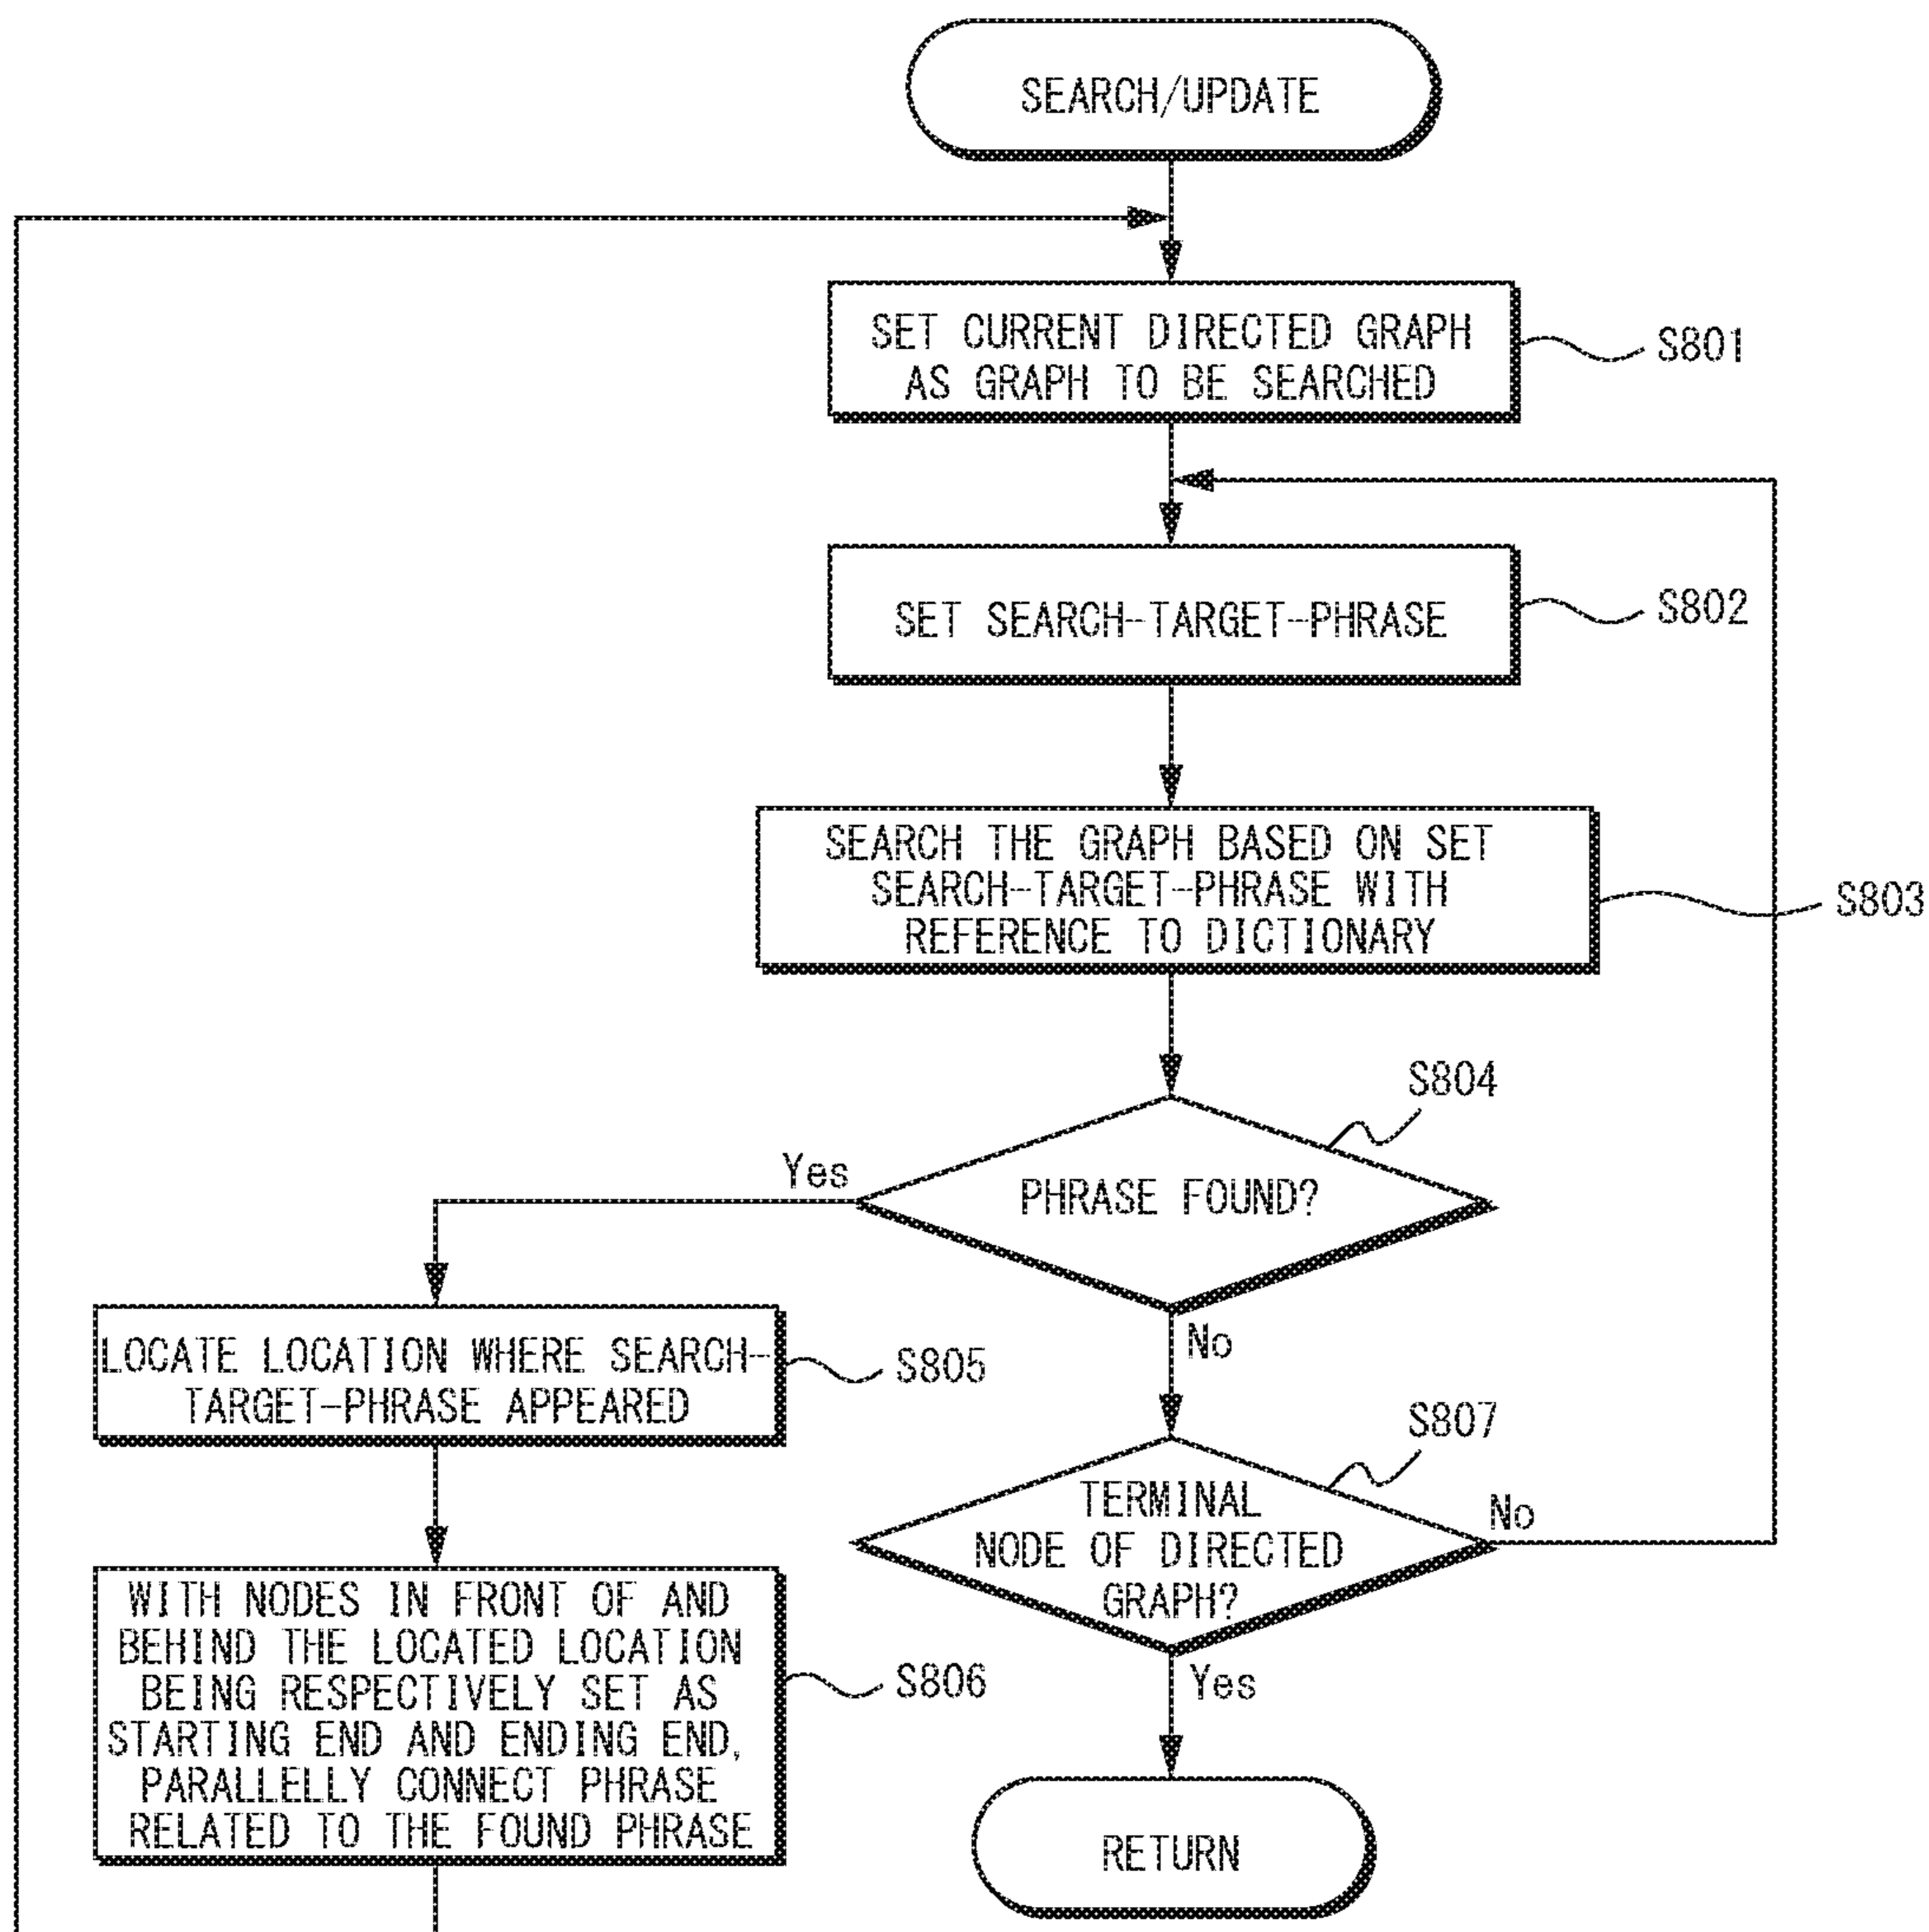 SEARCH/UPDATE
SET CURRENT DIRECTED GRAPH
AS GRAPH TO BE SEARCHED
S801
SET SEARCH-TARGET-PHRASE
S802
SEARCH THE GRAPH BASED ON SET
SEARCH-TARGET-PHRASE WITH
REFERENCE TO DICTIONARY
S803
S804
PHRASE FOUND?
Yes
No
LOCATE LOCATION WHERE SEARCH-
TARGET-PHRASE APPEARED
S805
S807
TERMINAL
NODE OF DIRECTED
GRAPH?
No
Yes
WITH NODES IN FRONT OF AND
BEHIND THE LOCATED LOCATION
BEING RESPECTIVELY SET AS
STARTING END AND ENDING END,
PARALLELLY CONNECT PHRASE
RELATED TO THE FOUND PHRASE
S806
RETURN